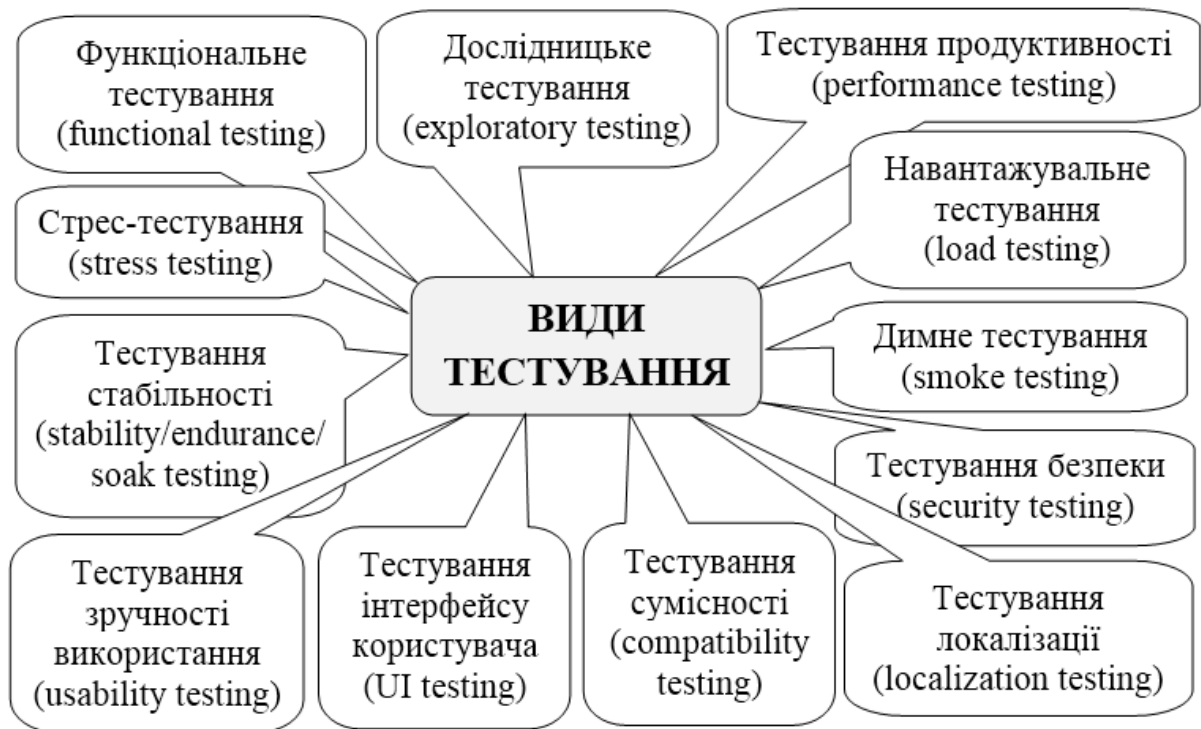 Функціональне
тестування
(functional testing)
Дослідницьке
тестування
(exploratory testing)
Тестування продуктивності
(performance testing)
Стрес-тестування
(stress testing)
Навантажувальне
тестування
(load testing)
ВИДИ
ТЕСТУВАННЯ
Тестування
стабільності
(stability/endurance/
soak testing)
Димне тестування
(smoke testing)
Тестування безпеки
(security testing)
Тестування
зручності
використання
(usability testing)
Тестування
інтерфейсу
користувача
(UI testing)
Тестування
сумісності
(compatibility
testing)
Тестування
локалізації
(localization testing)